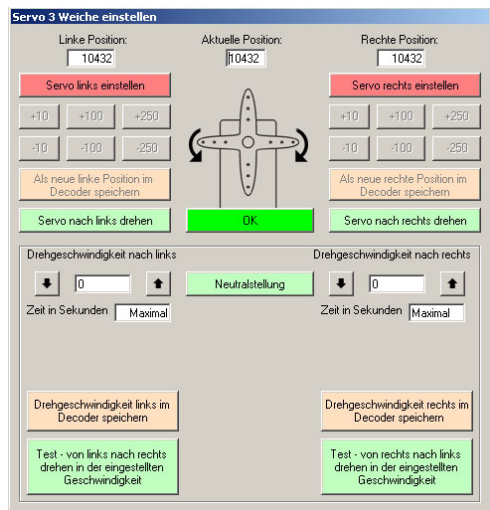 Servo 3 Weiche einstellen
Linke Position:
Aktuelle Position:
Rechte Position:
10432
10432
10432
Servo links einstellen
Servo rechts einstellen
+10
+100
+250
+10
+100
+250
-10
-100
-250
-10
-100
-250
Als neue linke Position im
Decoder speichern
Als neue rechte Position im
Decoder speichern
Servo nach links drehen
OK
Servo nach rechts drehen
Drehgeschwindigkeit nach links
Drehgeschwindigkeit nach rechts
0
Neutralstellung
0
Zeit in Sekunden
Maximal
Zeit in Sekunden
Maximal
Drehgeschwindigkeit links im
Decoder speichern
Drehgeschwindigkeit rechts im
Decoder speichern
Test - von links nach rechts
drehen in der eingestellten
Geschwindigkeit
Test - von rechts nach links
drehen in der eingestellten
Geschwindigkeit